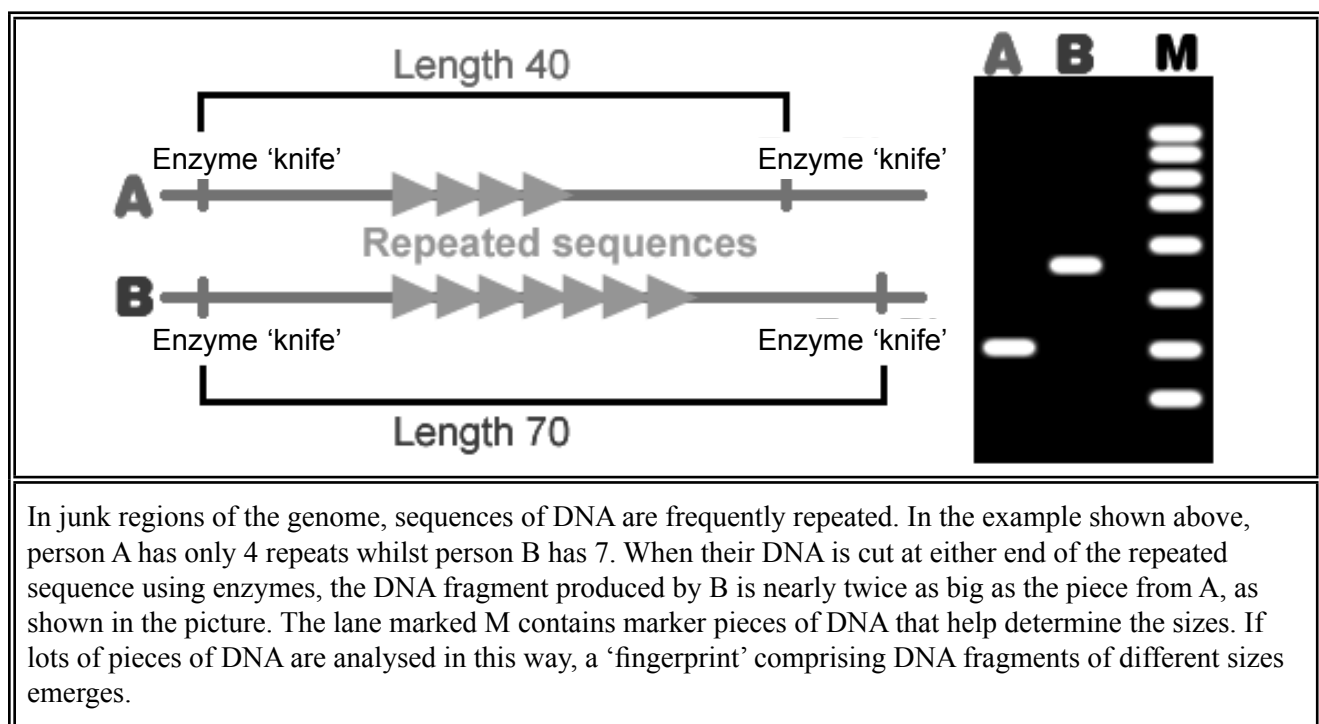 Length 40
A B M
Enzyme ‘knife’ Enzyme ‘knife’
A
Repeated sequences
B
Enzyme ‘knife’ Enzyme ‘knife’
Length 70
In junk regions of the genome, sequences of DNA are frequently repeated. In the example shown above,
person A has only 4 repeats whilst person B has 7. When their DNA is cut at either end of the repeated
sequence using enzymes, the DNA fragment produced by B is nearly twice as big as the piece from A, as
shown in the picture. The lane marked M contains marker pieces of DNA that help determine the sizes. If
lots of pieces of DNA are analysed in this way, a ‘fingerprint’ comprising DNA fragments of different sizes
emerges.